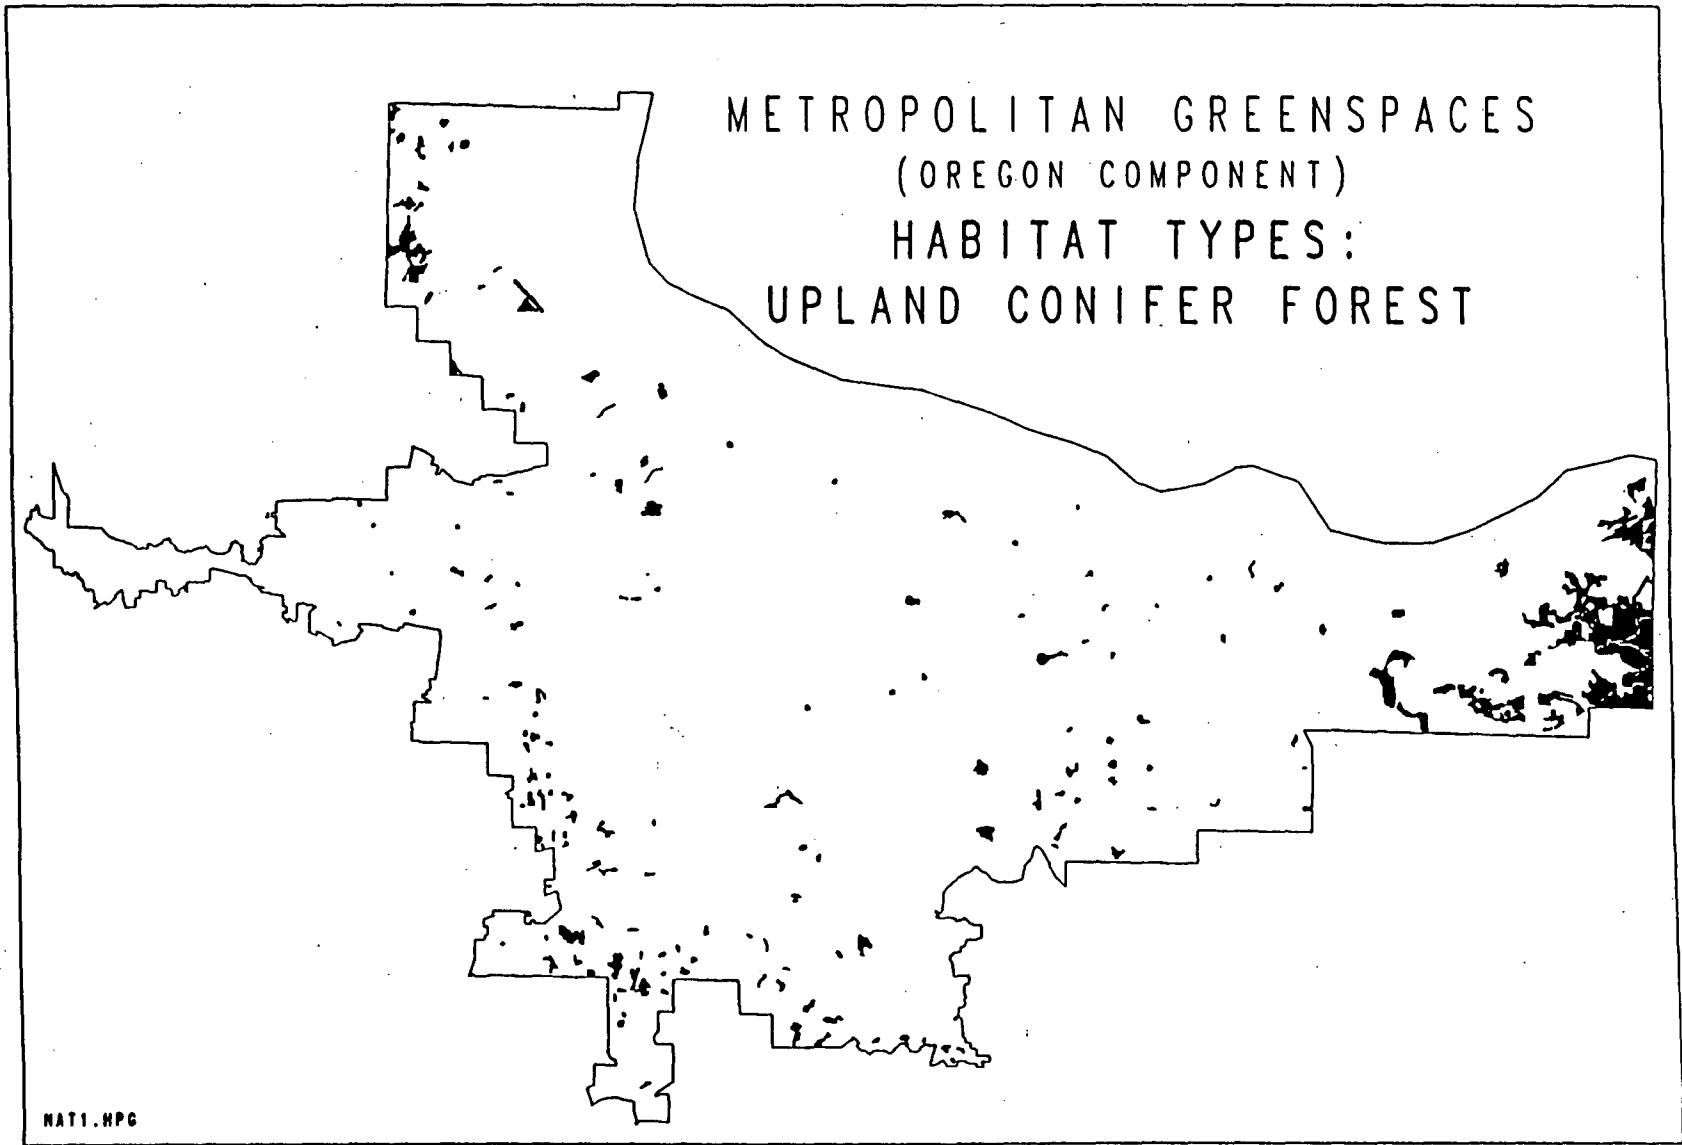 METROPOLITAN GREENSPACES
(OREGON COMPONENT)
HABITAT TYPES:
UPLAND CONIFER FOREST
NAT1.HPG